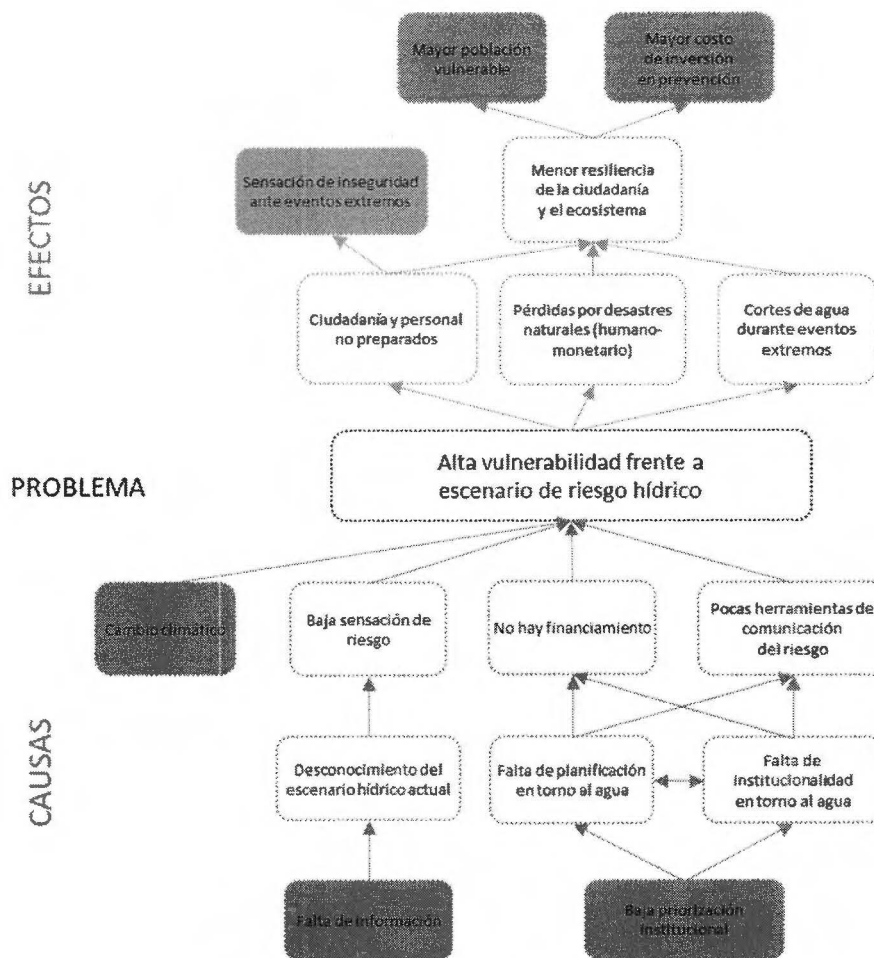 Mayor población
vulnerable
Mayor costo
de inversión
en prevención
Sensación de inseguridad
ante eventos extremos
Menor resiliencia
de la ciudadanía
y el ecosistema
EFECTOS
Ciudadanía y personal
no preparados
Pérdidas por desastres
naturales (humano-
monetario)
Cortes de agua
durante eventos
extremos
PROBLEMA
Alta vulnerabilidad frente a
escenario de riesgo hídrico
Cambio climático
Baja sensación de
riesgo
No hay financiamiento
Pocas herramientas de
comunicación
del riesgo
CAUSAS
Desconocimiento del
escenario hídrico actual
Falta de planificación
en torno al agua
Falta de
institucionalidad
en torno al agua
Falta de información
Baja priorización
institucional